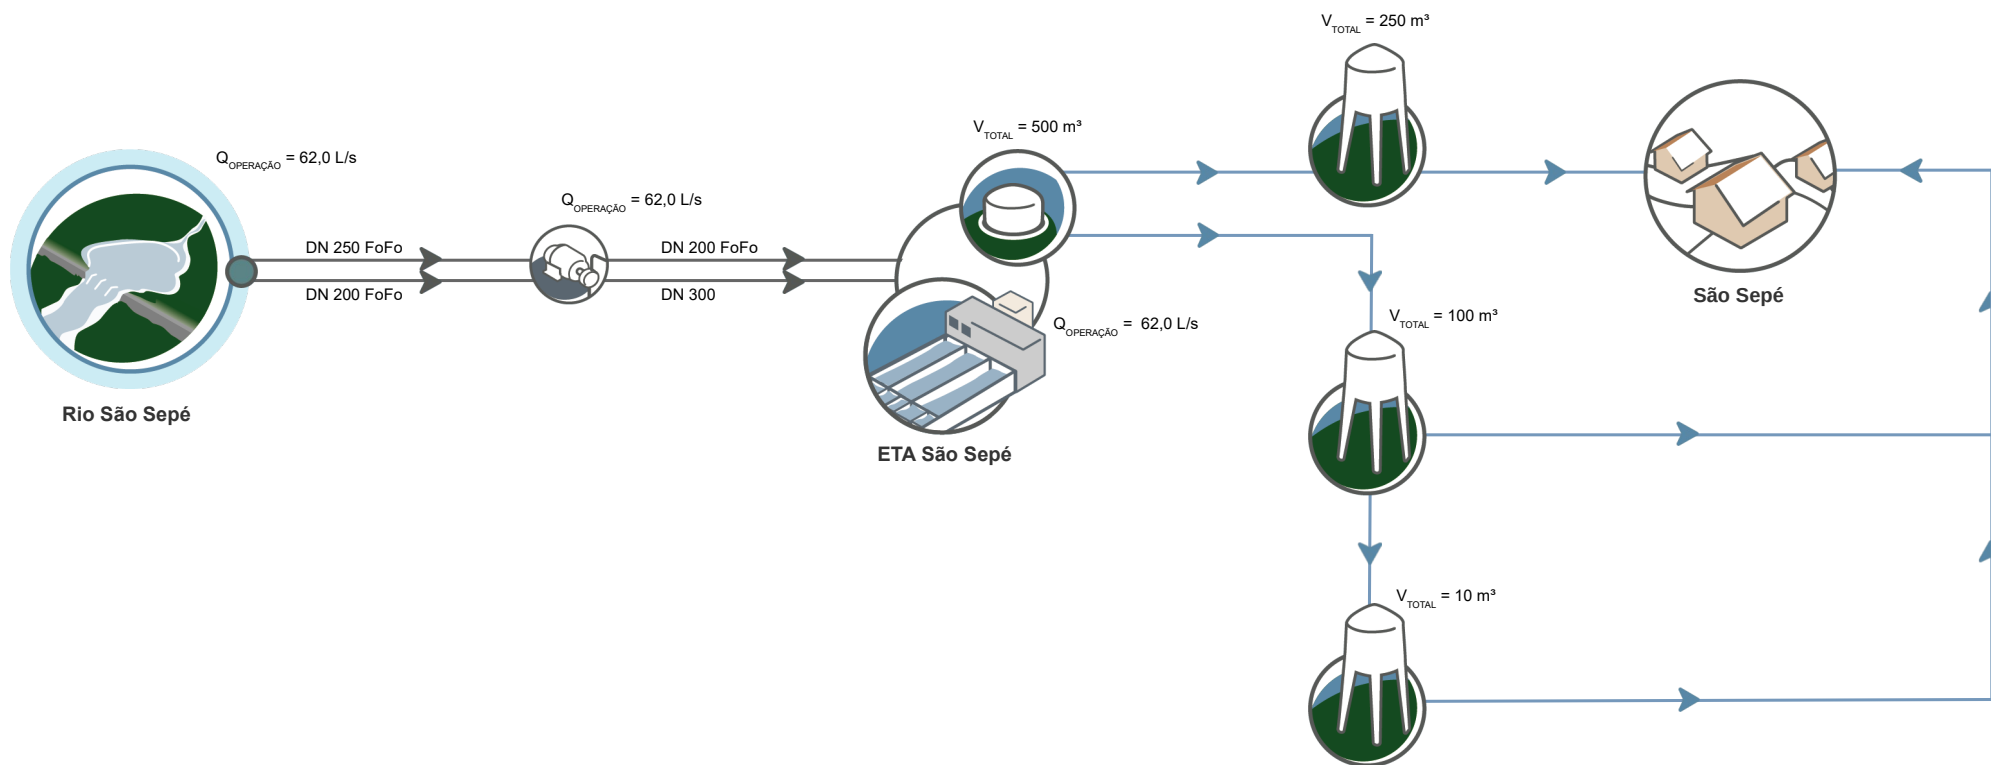 V_TOTAL = 250 m³
V_TOTAL = 500 m³
Q_OPERAÇÃO = 62,0 L/s
Q_OPERAÇÃO = 62,0 L/s
DN 250 FoFo
DN 200 FoFo
DN 200 FoFo
DN 300
São Sepé
V_TOTAL = 100 m³
Q_OPERAÇÃO = 62,0 L/s
Rio São Sepé
ETA São Sepé
V_TOTAL = 10 m³